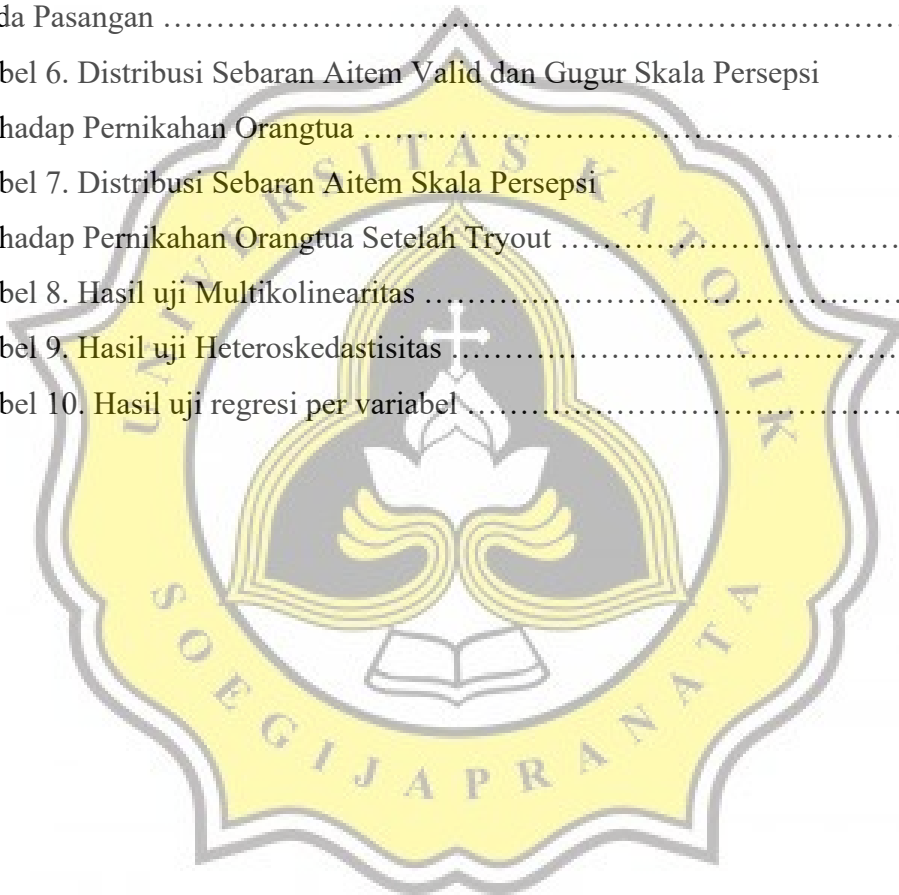 da Pasangan ……………………………………………………………………
bel 6. Distribusi Sebaran Aitem Valid dan Gugur Skala Persepsi
hadap Pernikahan Orangtua ………………………………………………
bel 7. Distribusi Sebaran Aitem Skala Persepsi
hadap Pernikahan Orangtua Setelah Tryout ……………………………
bel 8. Hasil uji Multikolinearitas …………………………………………
bel 9. Hasil uji Heteroskedastisitas ………………………………………
bel 10. Hasil uji regresi per variabel ………………………………………
UNIVERSITAS KATOLIK
SOEGIJAPRANATA